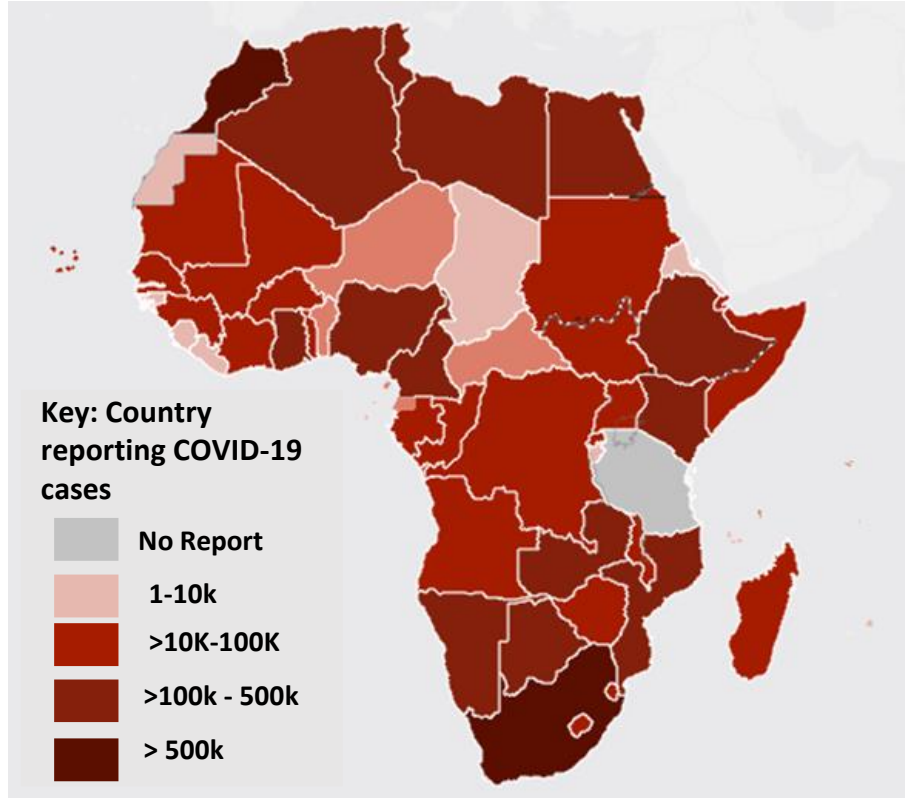 Key: Country
reporting COVID-19
cases
No Report
1-10k
>10K-100K
>100k - 500k
> 500k